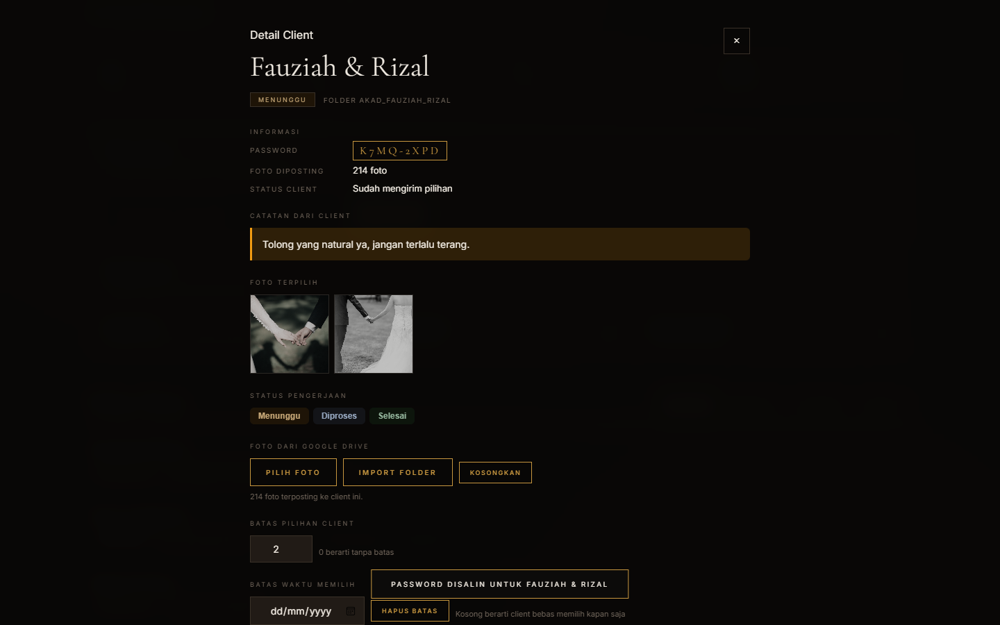 Detail Client
×
Fauziah & Rizal
MENUNGGU FOLDER AKAD_FAUZIAH_RIZAL
INFORMASI
PASSWORD K7MQ-2XPD
FOTO DIPOSTING 214 foto
STATUS CLIENT Sudah mengirim pilihan
CATATAN DARI CLIENT
Tolong yang natural ya, jangan terlalu terang.
FOTO TERPILIH
STATUS PENGERJAAN
Menunggu Diproses Selesai
FOTO DARI GOOGLE DRIVE
PILIH FOTO IMPORT FOLDER KOSONGKAN
214 foto terposting ke client ini.
BATAS PILIHAN CLIENT
2 0 berarti tanpa batas
BATAS WAKTU MEMILIH PASSWORD DISALIN UNTUK FAUZIAH & RIZAL
dd/mm/yyyy HAPUS BATAS Kosong berarti client bebas memilih kapan saja